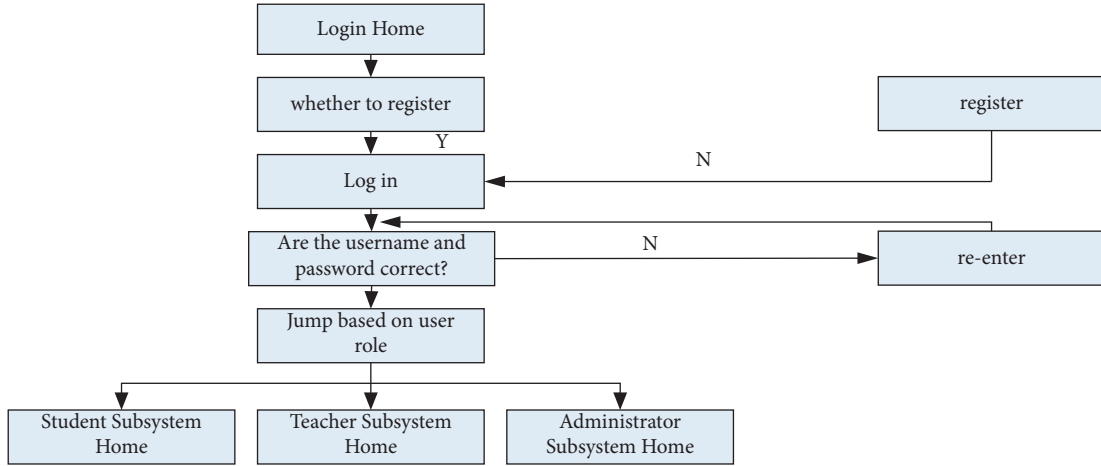 Login Home
whether to register
register
Y
N
Log in
Are the username and
password correct?
N
re-enter
Jump based on user
role
Student Subsystem
Home
Teacher Subsystem
Home
Administrator
Subsystem Home